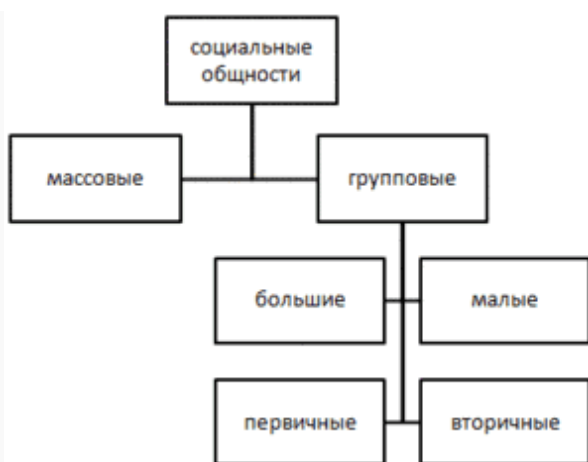 социальные
общности
массовые
групповые
большие
малые
первичные
вторичные